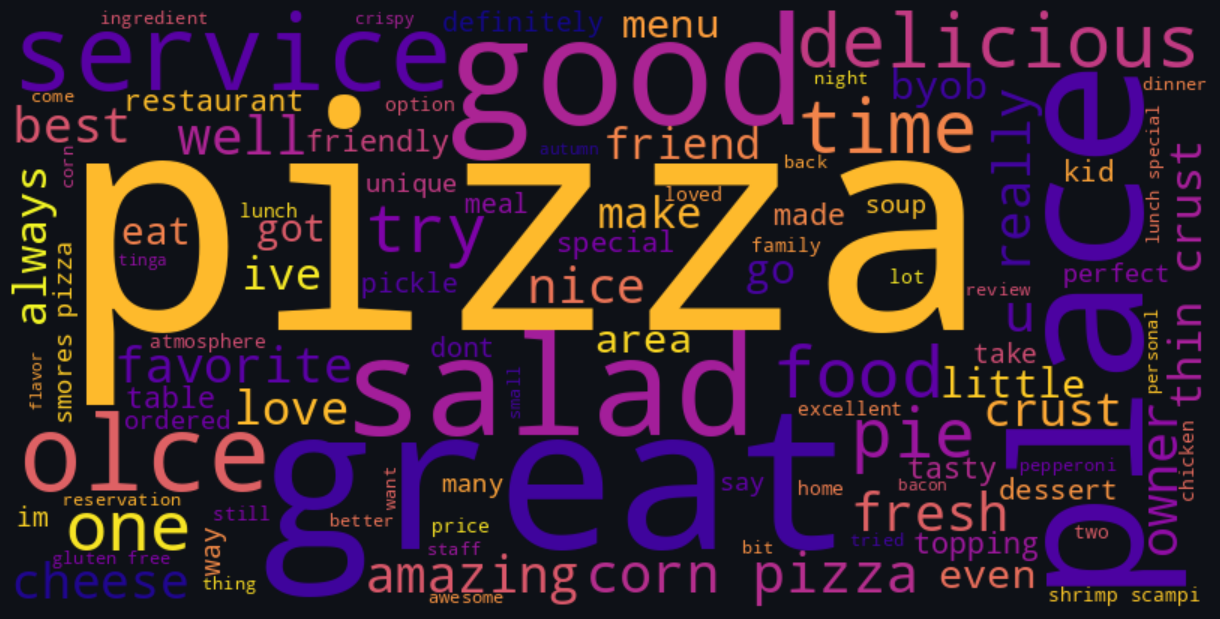 ingredient
crispy
definitely
menu
service
good
delicious
night
byob
dinner
come
restaurant
option
best
well
friendly
friend
time
really
place
autumn
back
corn
unique
loved
kid
lunch special
thin crust
always
pizza
eat
lunch
got
try
meal
make
made
soup
tinga
ive
pickle
special
nice
family
go
lot
perfect
review
smores pizza
atmosphere
area
dont
favorite
salad
food
take
little
flavor
table
ordered
love
small
excellent
crust
personal
olce
great
pie
owner
chicken
tasty
pepperoni
want
many
say
home
bacon
dessert
reservation
im
one
still
better
price
fresh
two
way
staff
bit
tried
topping
gluten free
cheese
thing
amazing
awesome
corn pizza
even
shrimp scampi